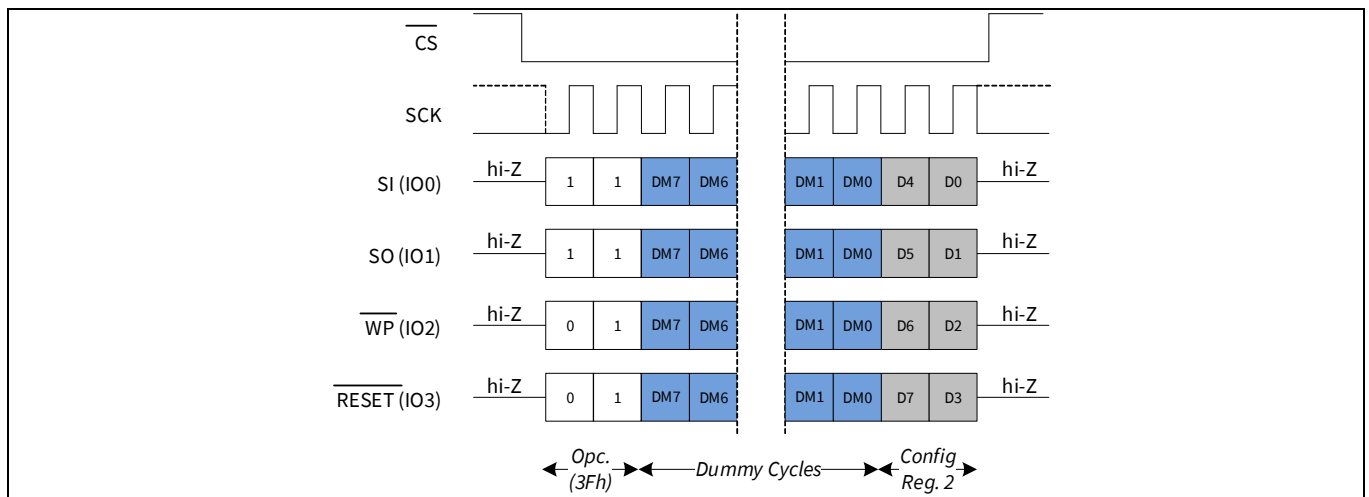 CS
SCK
SI (IO0) hi-Z 1 1 DM7 DM6 DM1 DM0 D4 D0 hi-Z
SO (IO1) hi-Z 1 1 DM7 DM6 DM1 DM0 D5 D1 hi-Z
WP (IO2) hi-Z 0 1 DM7 DM6 DM1 DM0 D6 D2 hi-Z
RESET (IO3) hi-Z 0 1 DM7 DM6 DM1 DM0 D7 D3 hi-Z
Opc. (3Fh) Dummy Cycles Config Reg. 2